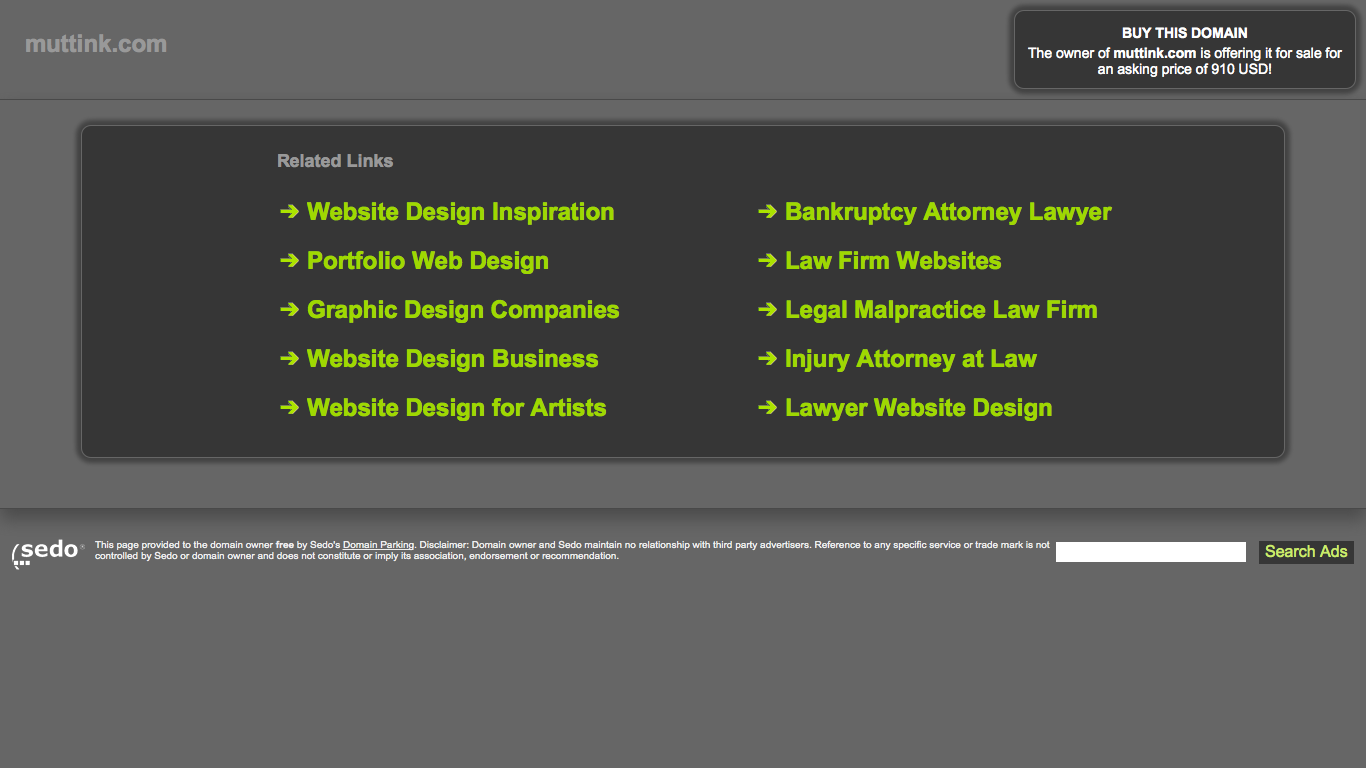 muttink.com
BUY THIS DOMAIN
The owner of muttink.com is offering it for sale for
an asking price of 910 USD!
Related Links
➔ Website Design Inspiration
➔ Portfolio Web Design
➔ Graphic Design Companies
➔ Website Design Business
➔ Website Design for Artists
➔ Bankruptcy Attorney Lawyer
➔ Law Firm Websites
➔ Legal Malpractice Law Firm
➔ Injury Attorney at Law
➔ Lawyer Website Design
sedo
This page provided to the domain owner free by Sedo's Domain Parking. Disclaimer: Domain owner and Sedo maintain no relationship with third party advertisers. Reference to any specific service or trade mark is not
controlled by Sedo or domain owner and does not constitute or imply its association, endorsement or recommendation.
Search Ads